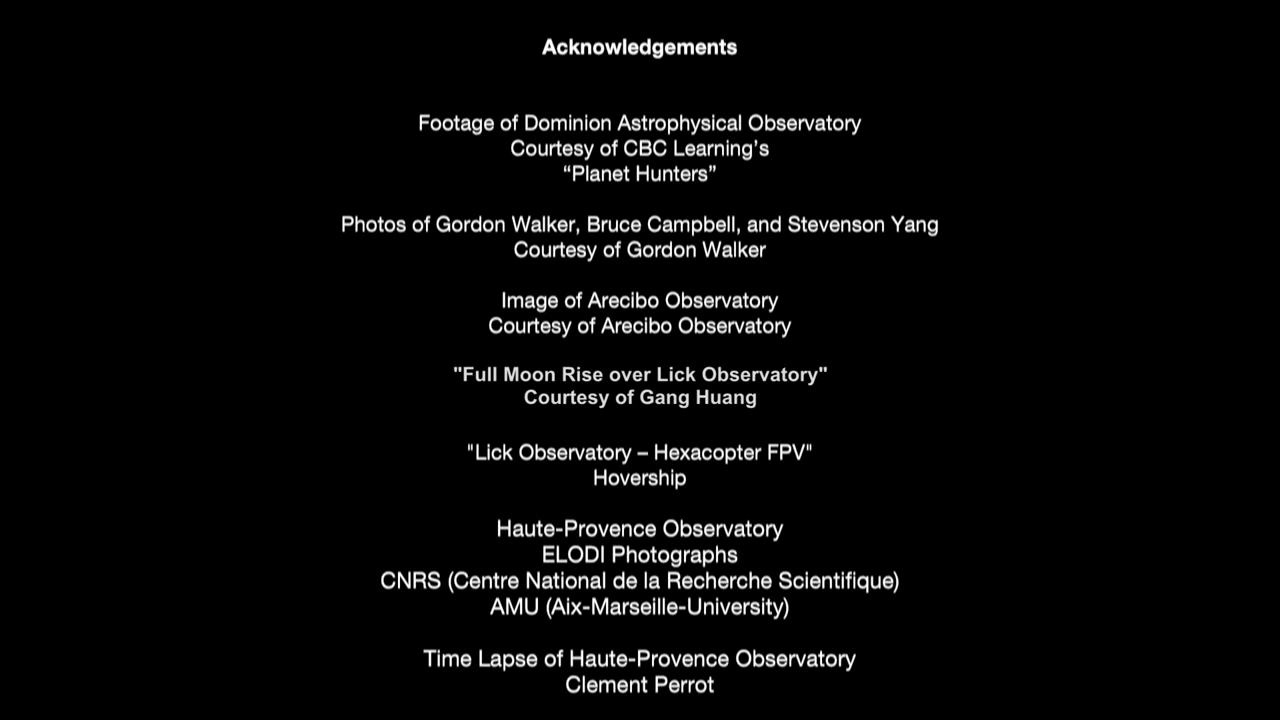 Acknowledgements
Footage of Dominion Astrophysical Observatory
Courtesy of CBC Learning’s
“Planet Hunters”
Photos of Gordon Walker, Bruce Campbell, and Stevenson Yang
Courtesy of Gordon Walker
Image of Arecibo Observatory
Courtesy of Arecibo Observatory
"Full Moon Rise over Lick Observatory"
Courtesy of Gang Huang
"Lick Observatory – Hexacopter FPV"
Hovership
Haute-Provence Observatory
ELODI Photographs
CNRS (Centre National de la Recherche Scientifique)
AMU (Aix-Marseille-University)
Time Lapse of Haute-Provence Observatory
Clement Perrot